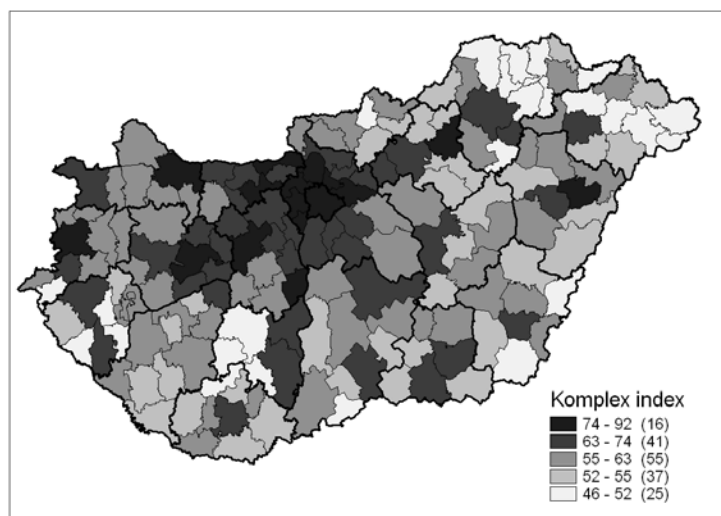 Komplex index
74 - 92 (16)
63 - 74 (41)
55 - 63 (55)
52 - 55 (37)
46 - 52 (25)